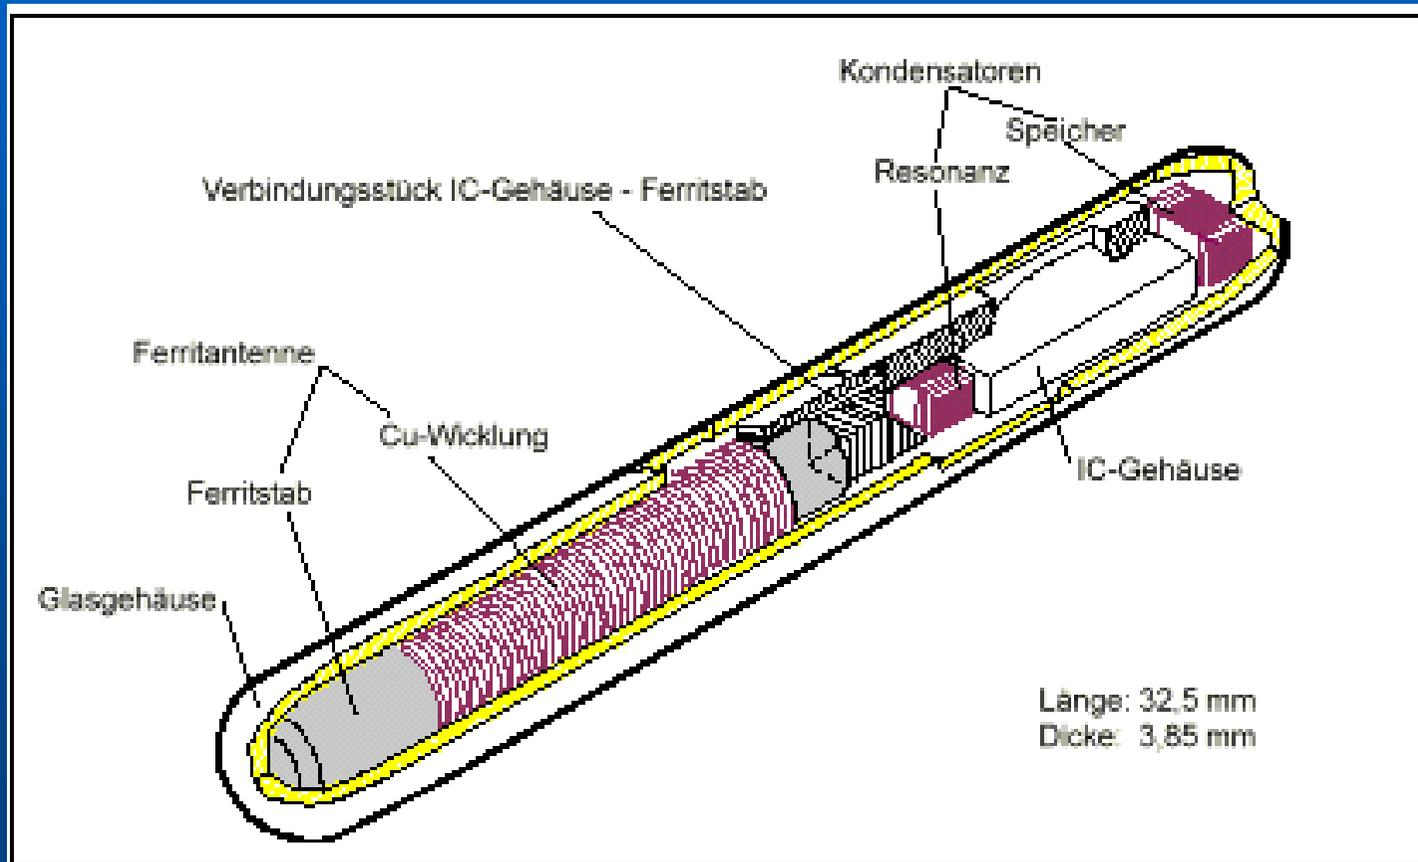 Kondensatoren
Speicher
Resonanz
Verbindungsstück IC-Gehäuse - Ferritstab
Ferritantenne
Cu-Wicklung
IC-Gehäuse
Ferritstab
Glasgehäuse
Länge: 32,5 mm
Dicke: 3,85 mm